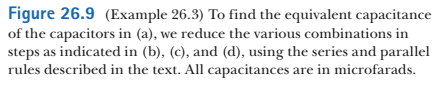 Figure 26.9 (Example 26.3) To find the equivalent capacitance
of the capacitors in (a), we reduce the various combinations in
steps as indicated in (b), (c), and (d), using the series and parallel
rules described in the text. All capacitances are in microfarads.